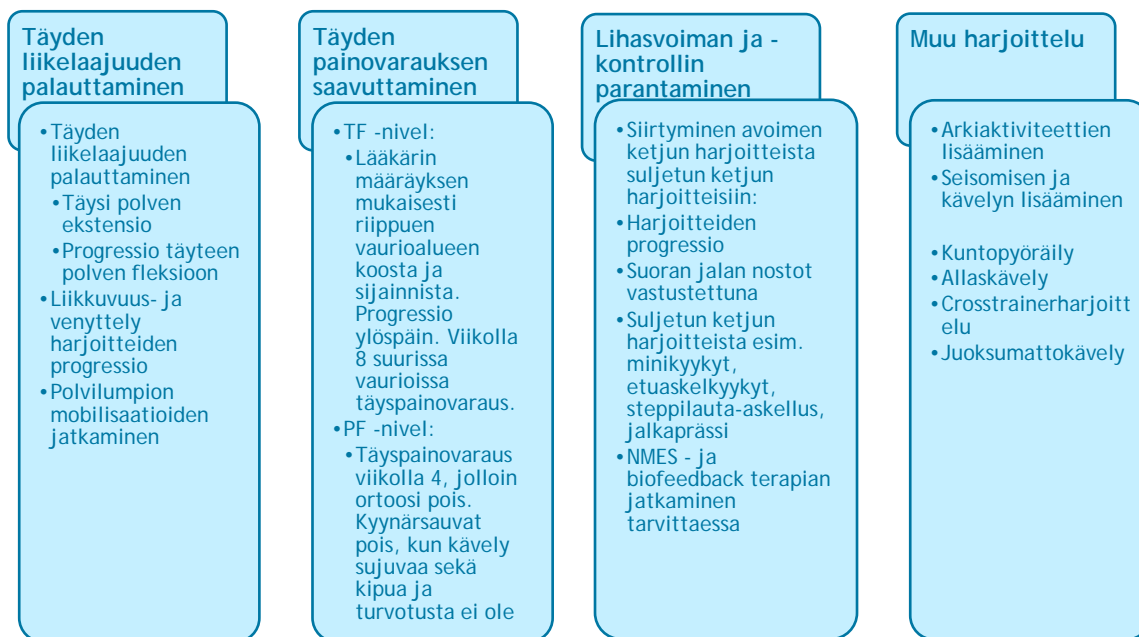 Täyden
liikelaajuuden
palauttaminen
•Täyden
liikelaajuuden
palauttaminen
•Täysi polven
ekstensio
•Progressio täyteen
polven fleksioon
•Liikkuvuus- ja
venyttely
harjoitteiden
progressio
•Polvilumpion
mobilisaatioiden
jatkaminen
Täyden
painovarauksen
saavuttaminen
•TF -nivel:
•Lääkärin
määräyksen
mukaisesti
riippuen
vaurioalueen
koosta ja
sijainnista.
Progressio
ylöspäin. Viikolla
8 suurissa
vaurioissa
täyspainovaraus.
•PF -nivel:
•Täyspainovaraus
viikolla 4, jolloin
ortoosi pois.
Kyynärsauvat
pois, kun kävely
sujuvaa sekä
kipua ja
turvotusta ei ole
Lihasvoiman ja -
kontrollin
parantaminen
•Siirtyminen avoimen
ketjun harjoitteista
suljetun ketjun
harjoitteisiin:
•Harjoitteiden
progressio
•Suoran jalan nostot
vastustettuna
•Suljetun ketjun
harjoitteista esim.
minikyykyt,
etuaskelkyykyt,
steppilauta-askellus,
jalkaprässi
•NMES - ja
biofeedback terapian
jatkaminen
tarvittaessa
Muu harjoittelu
•Arkiaktiviteettien
lisääminen
•Seisomisen ja
kävelyn lisääminen
•Kuntopyöräily
•Allaskävely
•Crosstrainerharjoitt
elu
•Juoksumattokävely